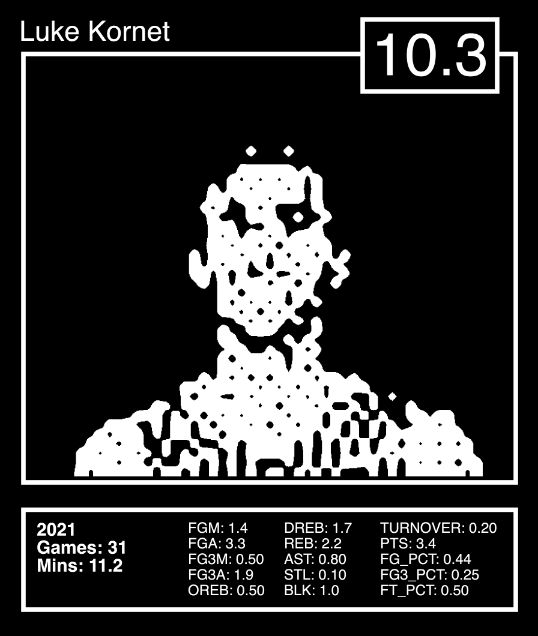 Luke Kornet
10.3
2021
Games: 31
Mins: 11.2
FGM: 1.4
FGA: 3.3
FG3M: 0.50
FG3A: 1.9
OREB: 0.50
DREB: 1.7
REB: 2.2
AST: 0.80
STL: 0.10
BLK: 1.0
TURNOVER: 0.20
PTS: 3.4
FG_PCT: 0.44
FG3_PCT: 0.25
FT_PCT: 0.50